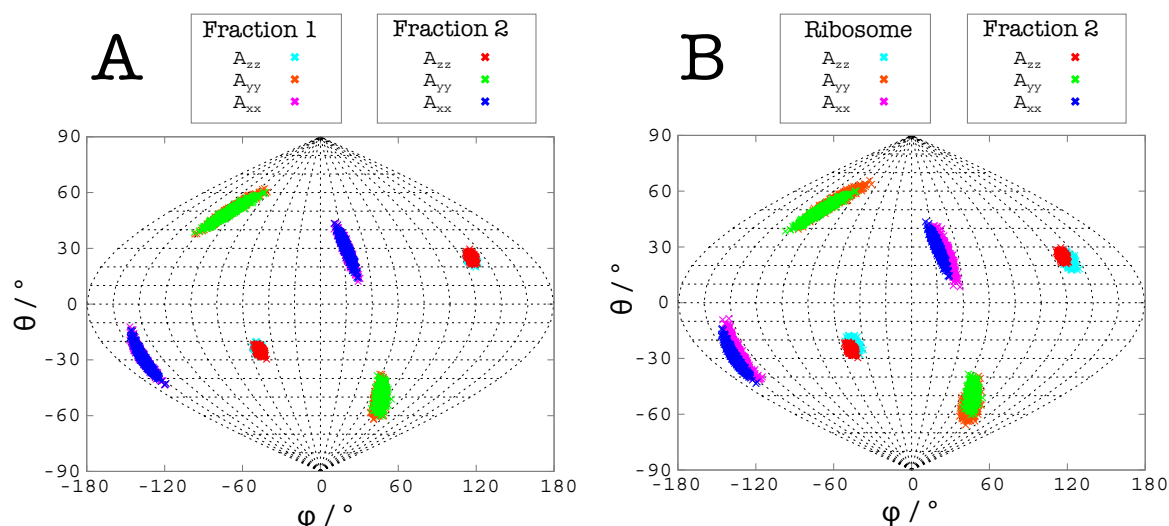 A
Fraction 1
Azz
Ayy
Axx
Fraction 2
Azz
Ayy
Axx
90
60
30
0
-30
-60
-90
θ / °
-180 -120 -60 0 60 120 180
φ / °
B
Ribosome
Azz
Ayy
Axx
Fraction 2
Azz
Ayy
Axx
90
60
30
0
-30
-60
-90
θ / °
-180 -120 -60 0 60 120 180
φ / °